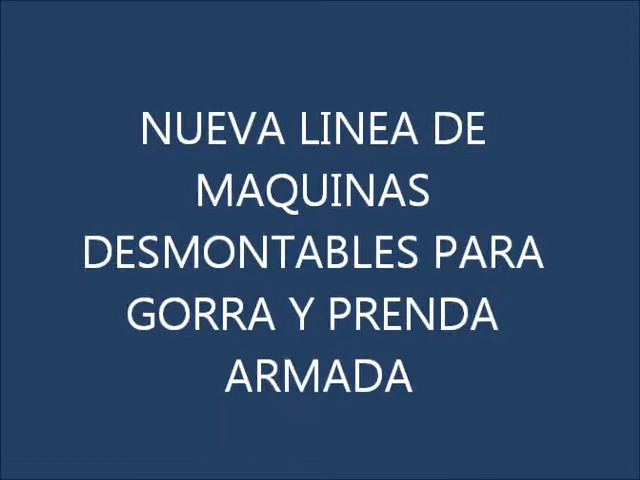 NUEVA LINEA DE
MAQUINAS
DESMONTABLES PARA
GORRA Y PRENDA
ARMADA